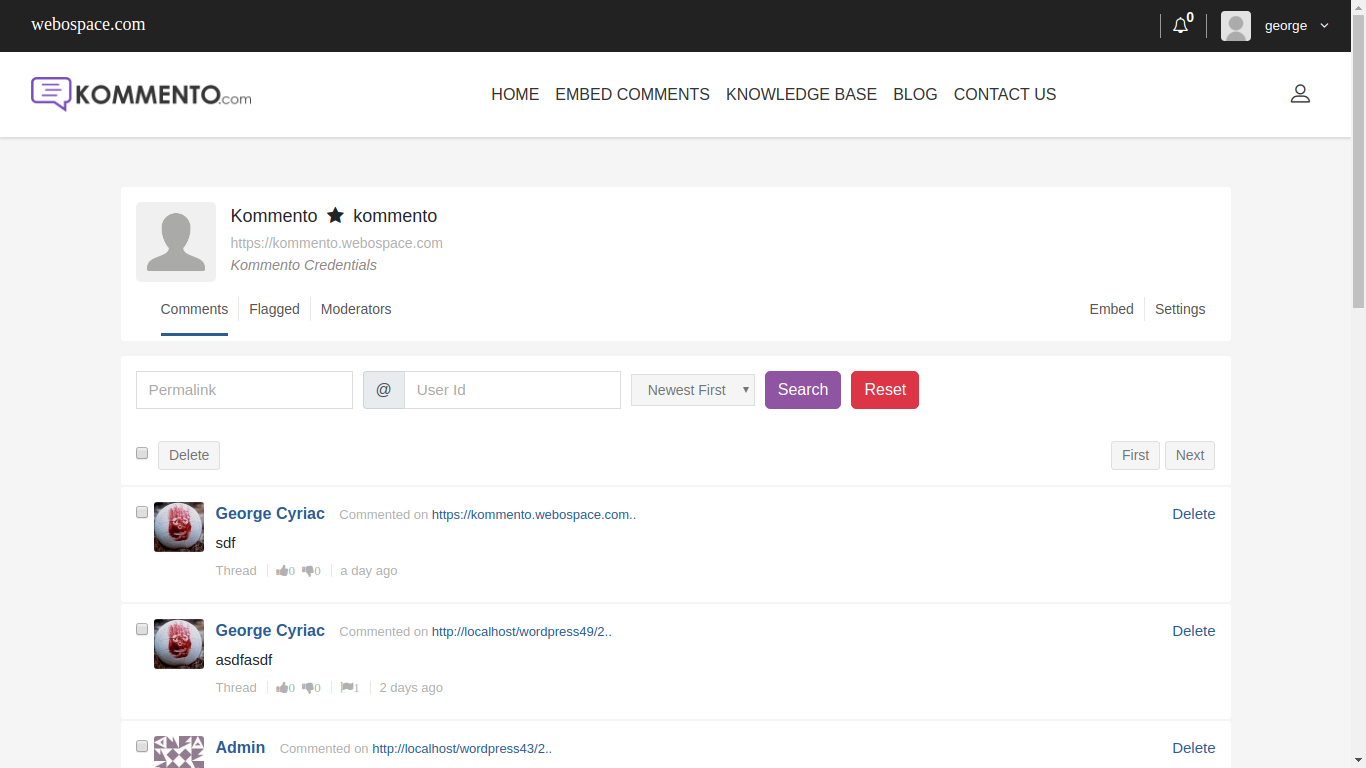 webospace.com
0
george
KOMMENTO.com
HOME EMBED COMMENTS KNOWLEDGE BASE BLOG CONTACT US
Kommento ★ kommento
https://kommento.webospace.com
Kommento Credentials
Comments Flagged Moderators Embed Settings
Permalink @ User Id Newest First Search Reset
Delete First Next
George Cyriac Commented on https://kommento.webospace.com.. Delete
sdf
Thread 0 0 a day ago
George Cyriac Commented on http://localhost/wordpress49/2.. Delete
asdfasdf
Thread 0 0 1 2 days ago
Admin Commented on http://localhost/wordpress43/2.. Delete